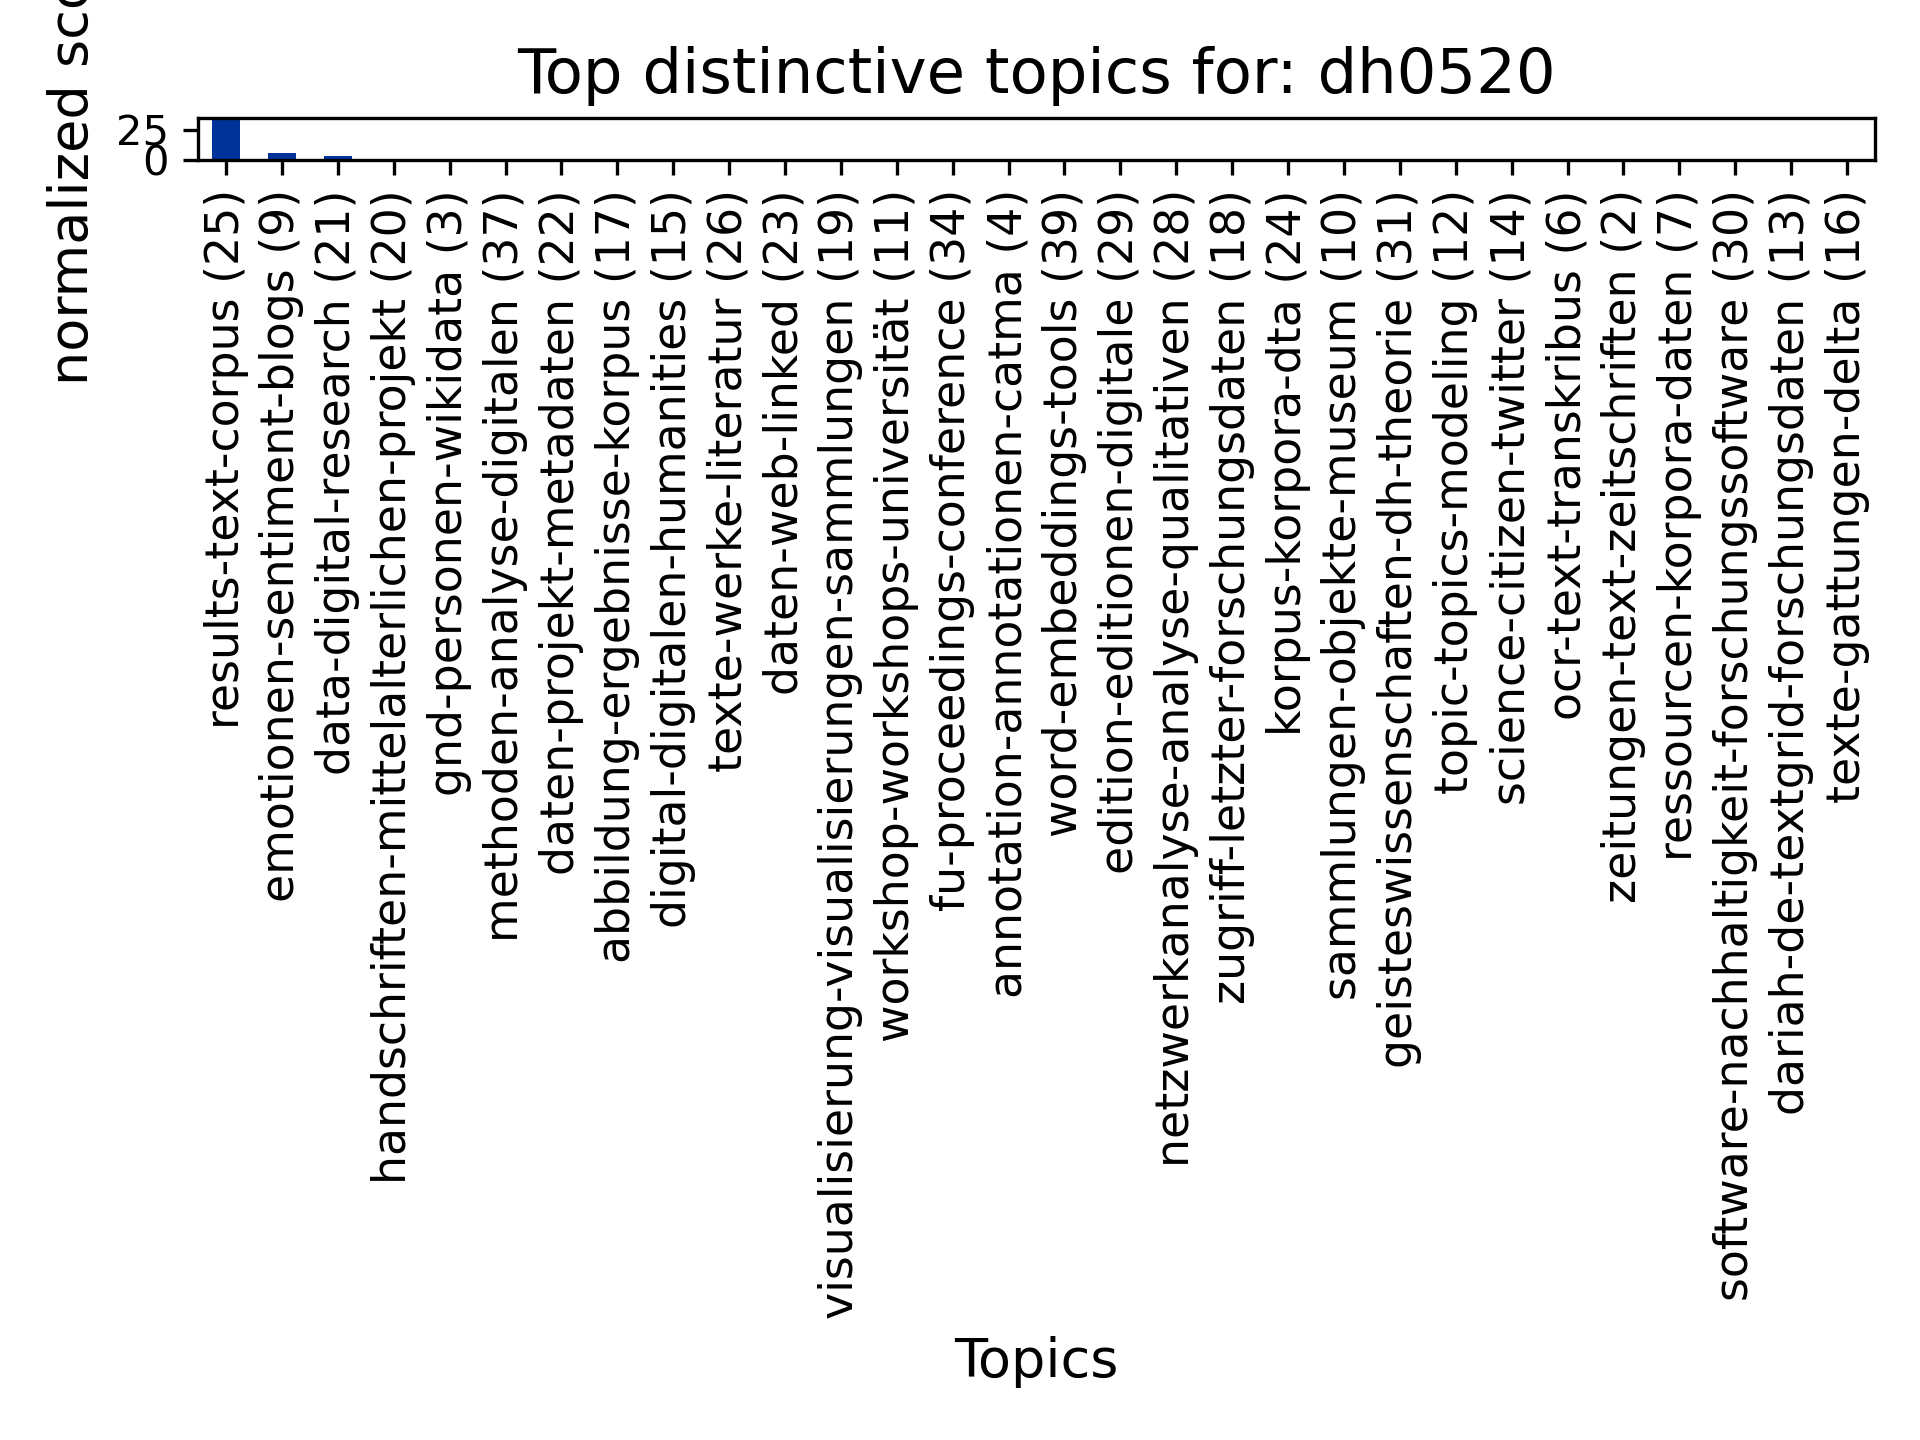 Top distinctive topics for: dh0520
normalized sco
25
0
results-text-corpus (25)
emotionen-sentiment-blogs (9)
data-digital-research (21)
handschriften-mittelalterlichen-projekt (20)
gnd-personen-wikidata (3)
methoden-analyse-digitalen (37)
daten-projekt-metadaten (22)
abbildung-ergebnisse-korpus (17)
digital-digitalen-humanities (15)
texte-werke-literatur (26)
daten-web-linked (23)
visualisierung-visualisierungen-sammlungen (19)
workshop-workshops-universität (11)
fu-proceedings-conference (34)
annotation-annotationen-catma (4)
word-embeddings-tools (39)
edition-editionen-digitale (29)
netzwerkanalyse-analyse-qualitativen (28)
zugriff-letzter-forschungsdaten (18)
korpus-korpora-dta (24)
sammlungen-objekte-museum (10)
geisteswissenschaften-dh-theorie (31)
topic-topics-modeling (12)
science-citizen-twitter (14)
ocr-text-transkribus (6)
zeitungen-text-zeitschriften (2)
ressourcen-korpora-daten (7)
software-nachhaltigkeit-forschungssoftware (30)
dariah-de-textgrid-forschungsdaten (13)
texte-gattungen-delta (16)
Topics